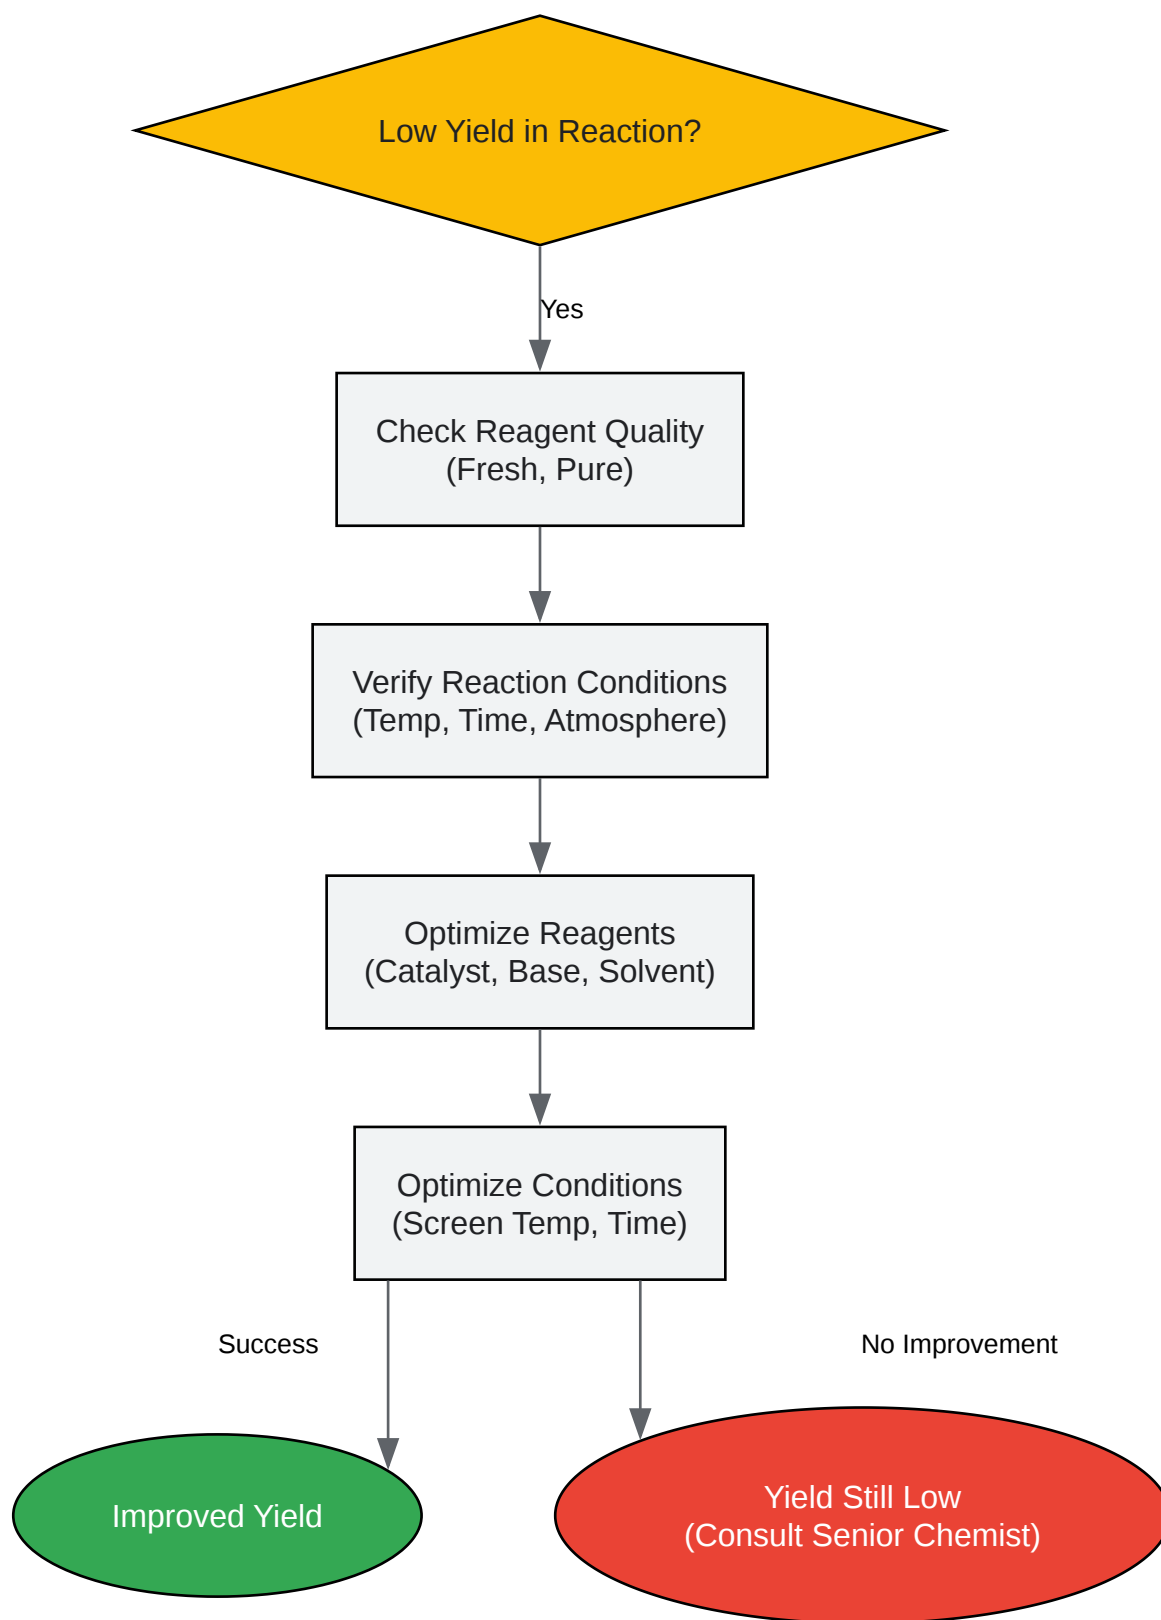 Low Yield in Reaction?
Yes
Check Reagent Quality
(Fresh, Pure)
Verify Reaction Conditions
(Temp, Time, Atmosphere)
Optimize Reagents
(Catalyst, Base, Solvent)
Optimize Conditions
(Screen Temp, Time)
Success
No Improvement
Improved Yield
Yield Still Low
(Consult Senior Chemist)